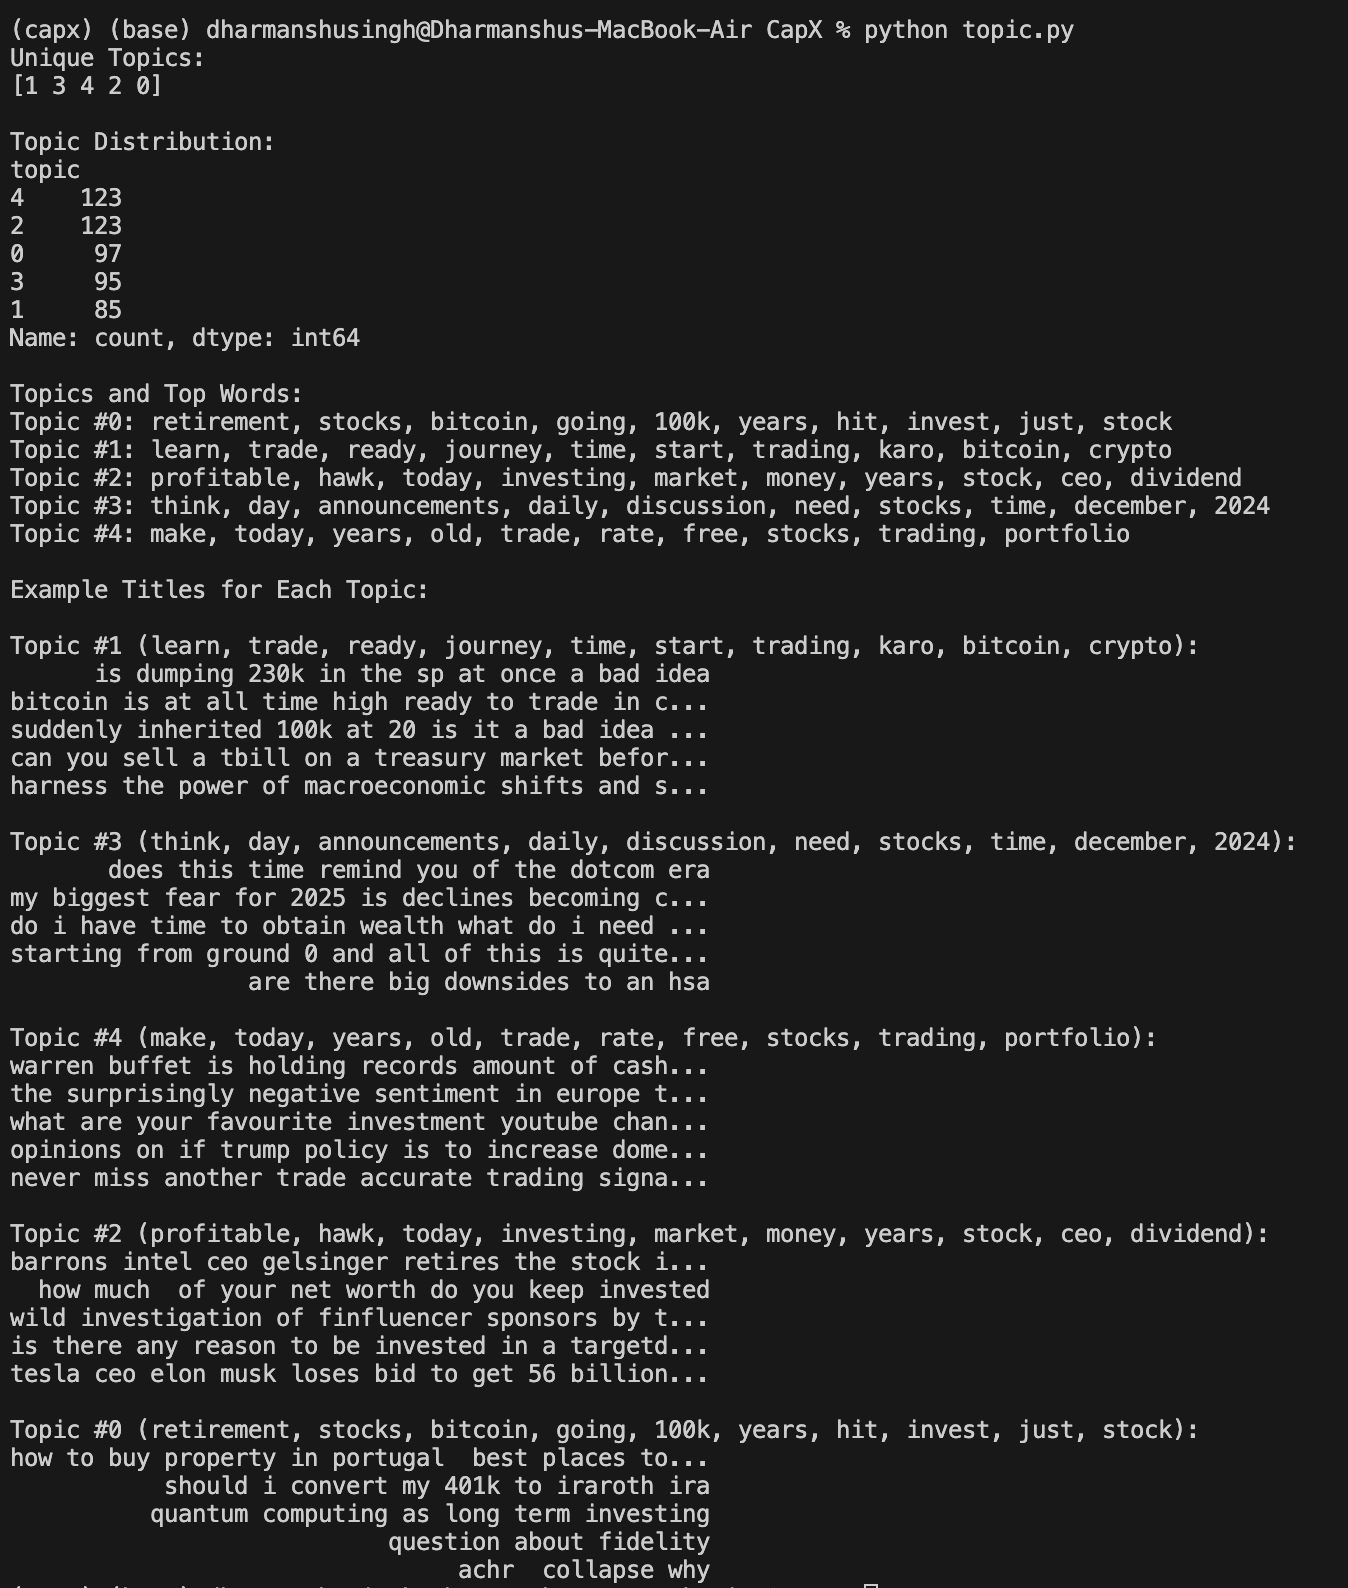 (capx) (base) dharmanshusingh@Dharmanshus-MacBook-Air CapX % python topic.py
Unique Topics:
[1 3 4 2 0]

Topic Distribution:
topic
4    123
2    123
0     97
3     95
1     85
Name: count, dtype: int64

Topics and Top Words:
Topic #0: retirement, stocks, bitcoin, going, 100k, years, hit, invest, just, stock
Topic #1: learn, trade, ready, journey, time, start, trading, karo, bitcoin, crypto
Topic #2: profitable, hawk, today, investing, market, money, years, stock, ceo, dividend
Topic #3: think, day, announcements, daily, discussion, need, stocks, time, december, 2024
Topic #4: make, today, years, old, trade, rate, free, stocks, trading, portfolio

Example Titles for Each Topic:

Topic #1 (learn, trade, ready, journey, time, start, trading, karo, bitcoin, crypto):
      is dumping 230k in the sp at once a bad idea
bitcoin is at all time high ready to trade in c...
suddenly inherited 100k at 20 is it a bad idea ...
can you sell a tbill on a treasury market befor...
harness the power of macroeconomic shifts and s...

Topic #3 (think, day, announcements, daily, discussion, need, stocks, time, december, 2024):
       does this time remind you of the dotcom era
my biggest fear for 2025 is declines becoming c...
do i have time to obtain wealth what do i need ...
starting from ground 0 and all of this is quite...
                 are there big downsides to an hsa

Topic #4 (make, today, years, old, trade, rate, free, stocks, trading, portfolio):
warren buffet is holding records amount of cash...
the surprisingly negative sentiment in europe t...
what are your favourite investment youtube chan...
opinions on if trump policy is to increase dome...
never miss another trade accurate trading signa...

Topic #2 (profitable, hawk, today, investing, market, money, years, stock, ceo, dividend):
barrons intel ceo gelsinger retires the stock i...
  how much  of your net worth do you keep invested
wild investigation of finfluencer sponsors by t...
is there any reason to be invested in a targetd...
tesla ceo elon musk loses bid to get 56 billion...

Topic #0 (retirement, stocks, bitcoin, going, 100k, years, hit, invest, just, stock):
how to buy property in portugal  best places to...
           should i convert my 401k to iraroth ira
          quantum computing as long term investing
                           question about fidelity
                                achr  collapse why